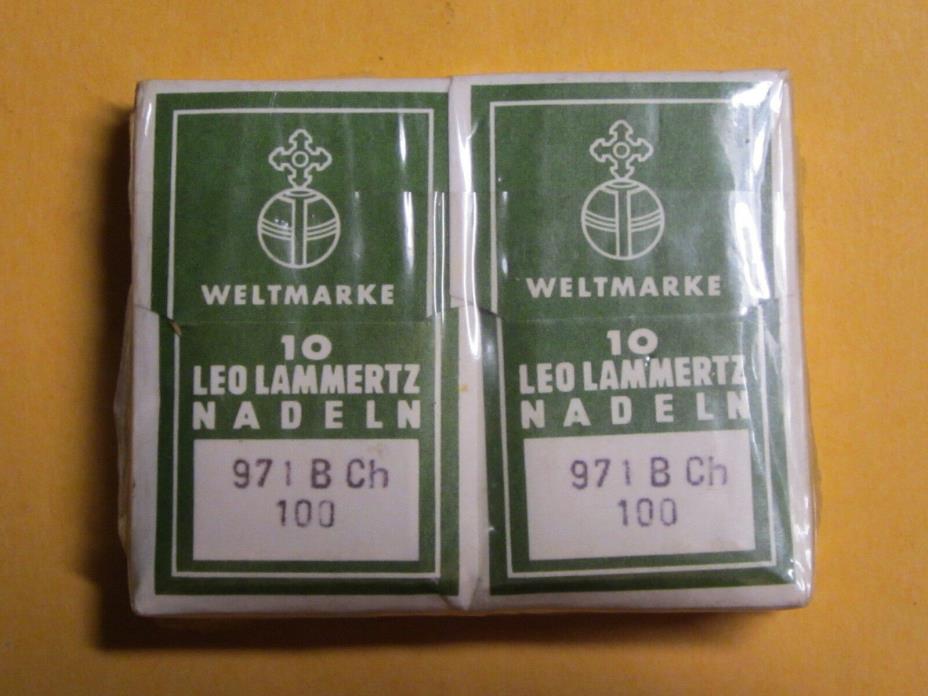 WELTMARKE
10
LEO LAMMERTZ
NADELN
971 B Ch
100
WELTMARKE
10
LEO LAMMERTZ
NADELN
971 B Ch
100